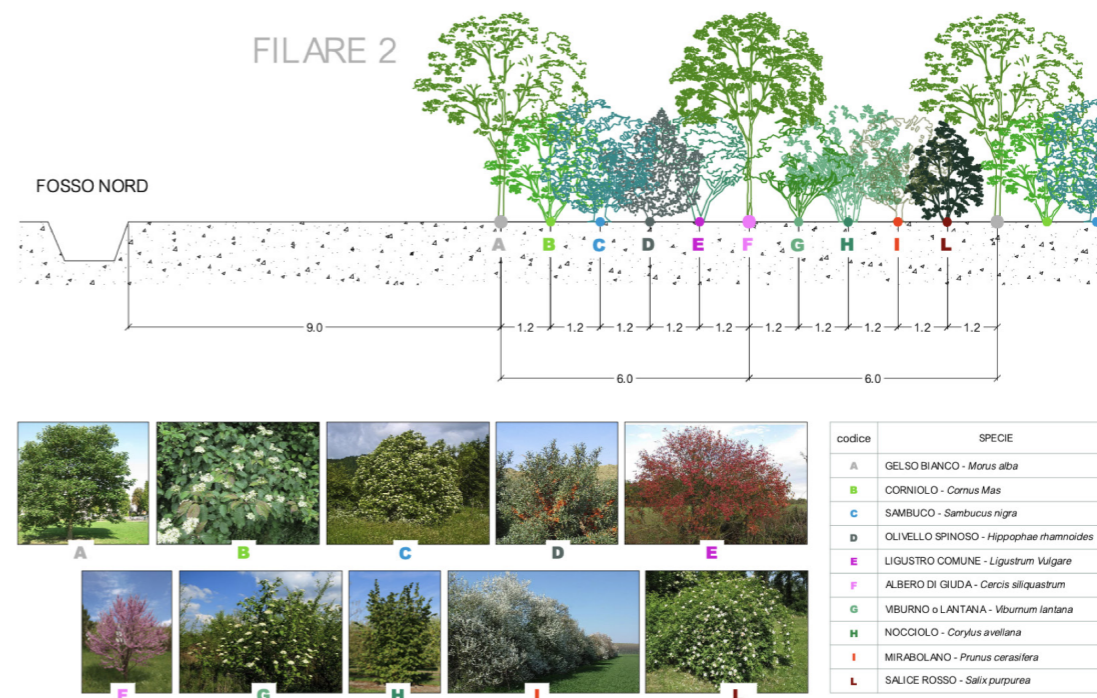 FILARE 2
FOSSO NORD
A B C D E F G H I L
9.0 1.2 1.2 1.2 1.2 1.2 1.2 1.2 1.2 1.2 1.2
6.0 6.0
A B C D E
F G H I L
codice SPECIE
A GELSO BIANCO - Morus alba
B CORNIOLO - Cornus Mas
C SAMBUCO - Sambucus nigra
D OLIVELLO SPINOSO - Hippophae rhamnoides
E LIGUSTRO COMUNE - Ligustrum Vulgare
F ALBERO DI GIUDA - Cercis siliquastrum
G VIBURNO o LANTANA - Viburnum lantana
H NOCCIOLO - Corylus avellana
I MIRABOLANO - Prunus cerasifera
L SALICE ROSSO - Salix purpurea